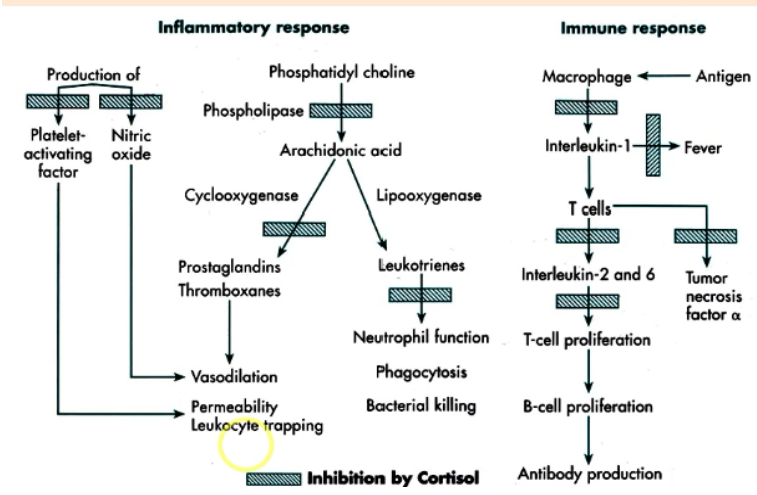 Inflammatory response
Production of
Platelet-
activating
factor
Nitric
oxide
Phosphatidyl choline
Phospholipase
Arachidonic acid
Cyclooxygenase
Lipooxygenase
Prostaglandins
Thromboxanes
Leukotrienes
Neutrophil function
Phagocytosis
Bacterial killing
Vasodilation
Permeability
Leukocyte trapping
Immune response
Macrophage
Antigen
Interleukin-1
Fever
T cells
Interleukin-2 and 6
Tumor
necrosis
factor α
T-cell proliferation
B-cell proliferation
Antibody production
Inhibition by Cortisol